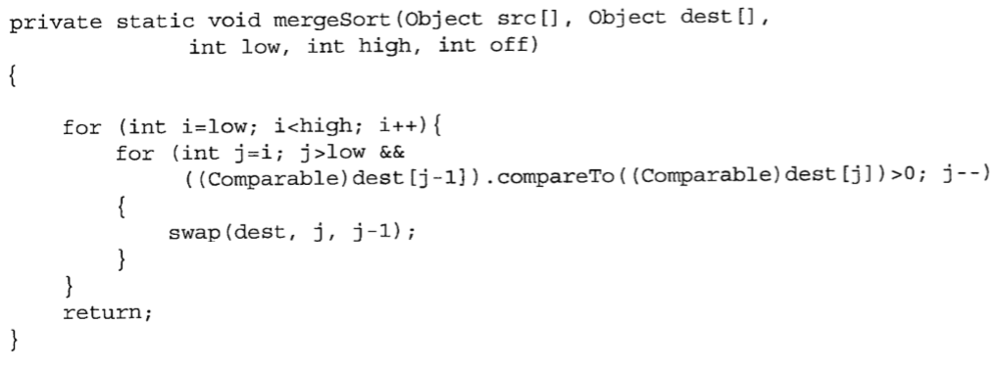 private static void mergeSort(Object src[], Object dest[],
int low, int high, int off)
{
for (int i=low; i<high; i++){
for (int j=i; j>low &&
((Comparable)dest[j-1]).compareTo((Comparable)dest[j])>0; j--)
{
swap(dest, j, j-1);
}
}
return;
}